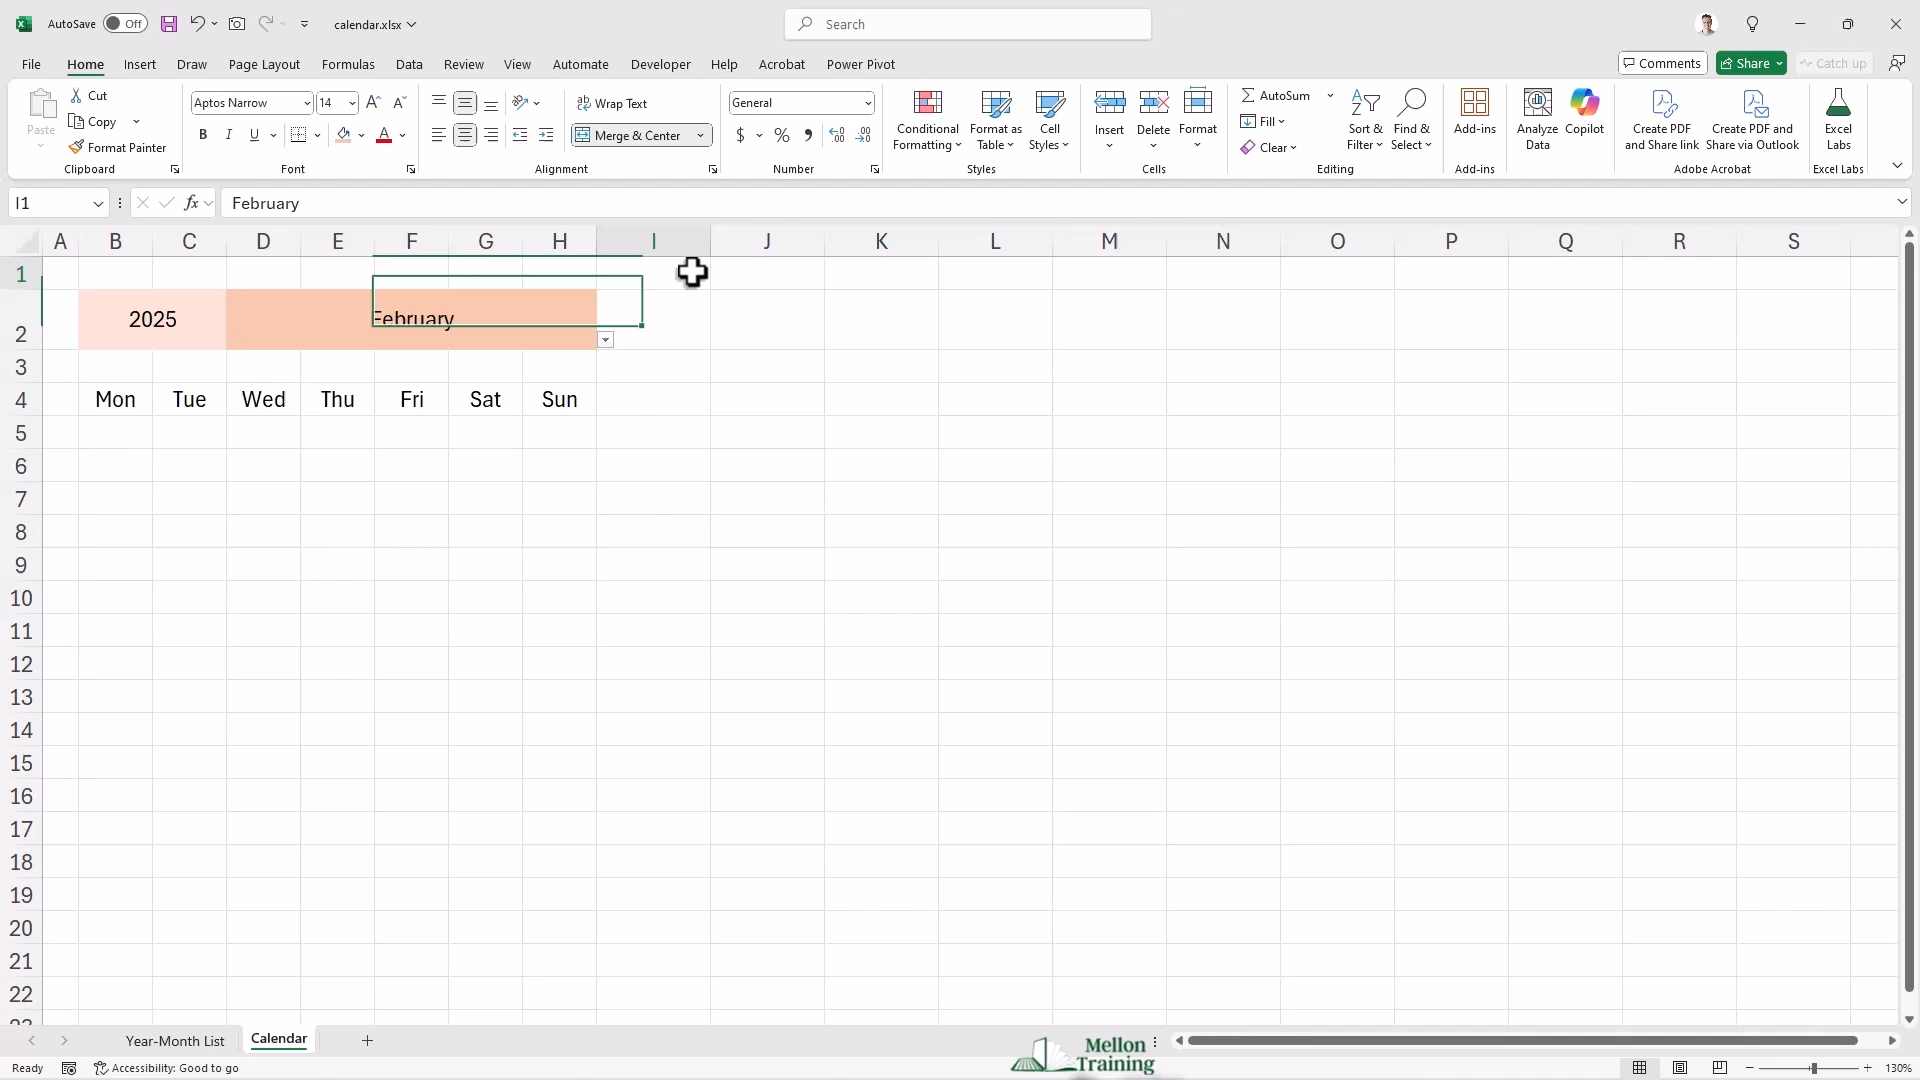 AutoSave Off calendar.xlsx Search
File Home Insert Draw Page Layout Formulas Data Review View Automate Developer Help Acrobat Power Pivot Comments Share Catch up
Paste Cut Copy Format Painter Clipboard
Aptos Narrow 14 B I U A Font
ab Wrap Text Merge & Center Alignment
General $ % Number
Conditional Formatting Format as Table Cell Styles Styles
Insert Delete Format Cells
AutoSum Fill Clear Sort & Filter Find & Select Editing
Add-ins Add-ins
Analyze Data Copilot
Create PDF and Share link Create PDF and Share via Outlook Adobe Acrobat
Excel Labs Excel Labs
I1 fx February
A B C D E F G H I J K L M N O P Q R S
1
2 2025 February
3
4 Mon Tue Wed Thu Fri Sat Sun
5
6
7
8
9
10
11
12
13
14
15
16
17
18
19
20
21
22
23
Year-Month List Calendar
Mellon
Training
Ready Accessibility: Good to go 130%